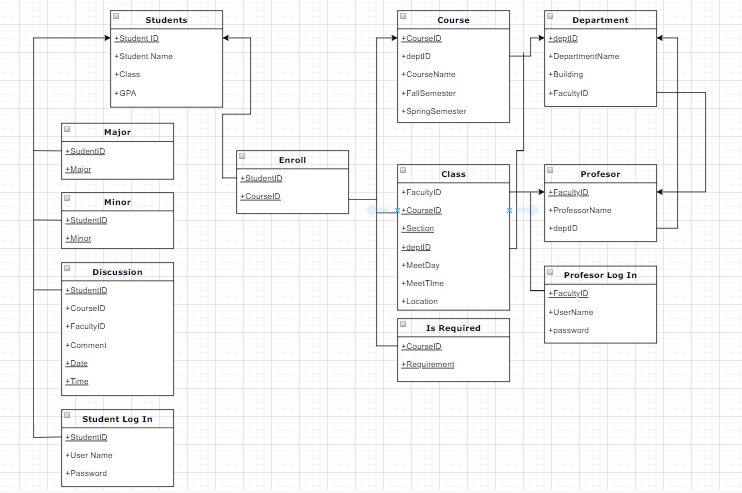 Students
+Student ID
+Student Name
+Class
+GPA
Major
+SudentID
+Major
Minor
+StudentID
+Minor
Discussion
+StudentID
+CourseID
+FacultyID
+Comment
+Date
+Time
Student Log In
+StudentID
+User Name
+Password
Enroll
+StudentID
+CourseID
Course
+CourseID
+deptID
+CourseName
+FallSemester
+SpringSemester
Class
+FacultyID
+CourseID
+Section
+deptID
+MeetDay
+MeetTIme
+Location
Is Required
+CourseID
+Requirement
Department
+deptID
+DepartmentName
+Building
+FacultyID
Profesor
+FacultyID
+ProfessorName
+deptID
Profesor Log In
+FacultyID
+UserName
+password